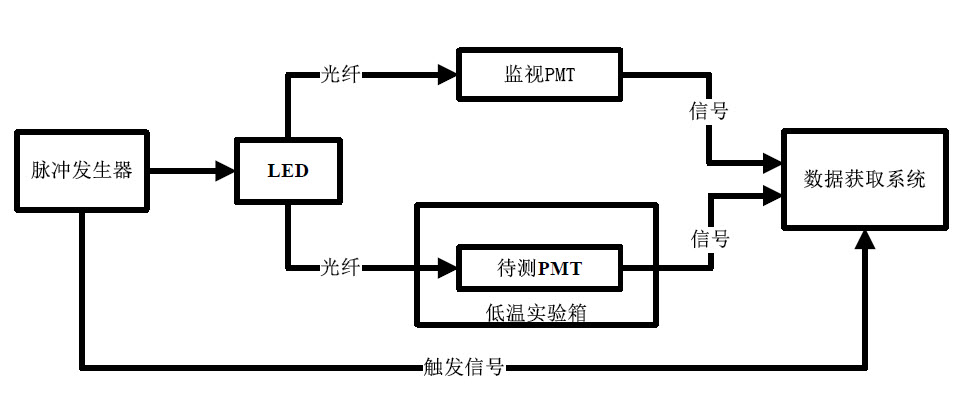 光纤
监视PMT
信号
脉冲发生器
LED
数据获取系统
信号
光纤
待测PMT
低温实验箱
触发信号